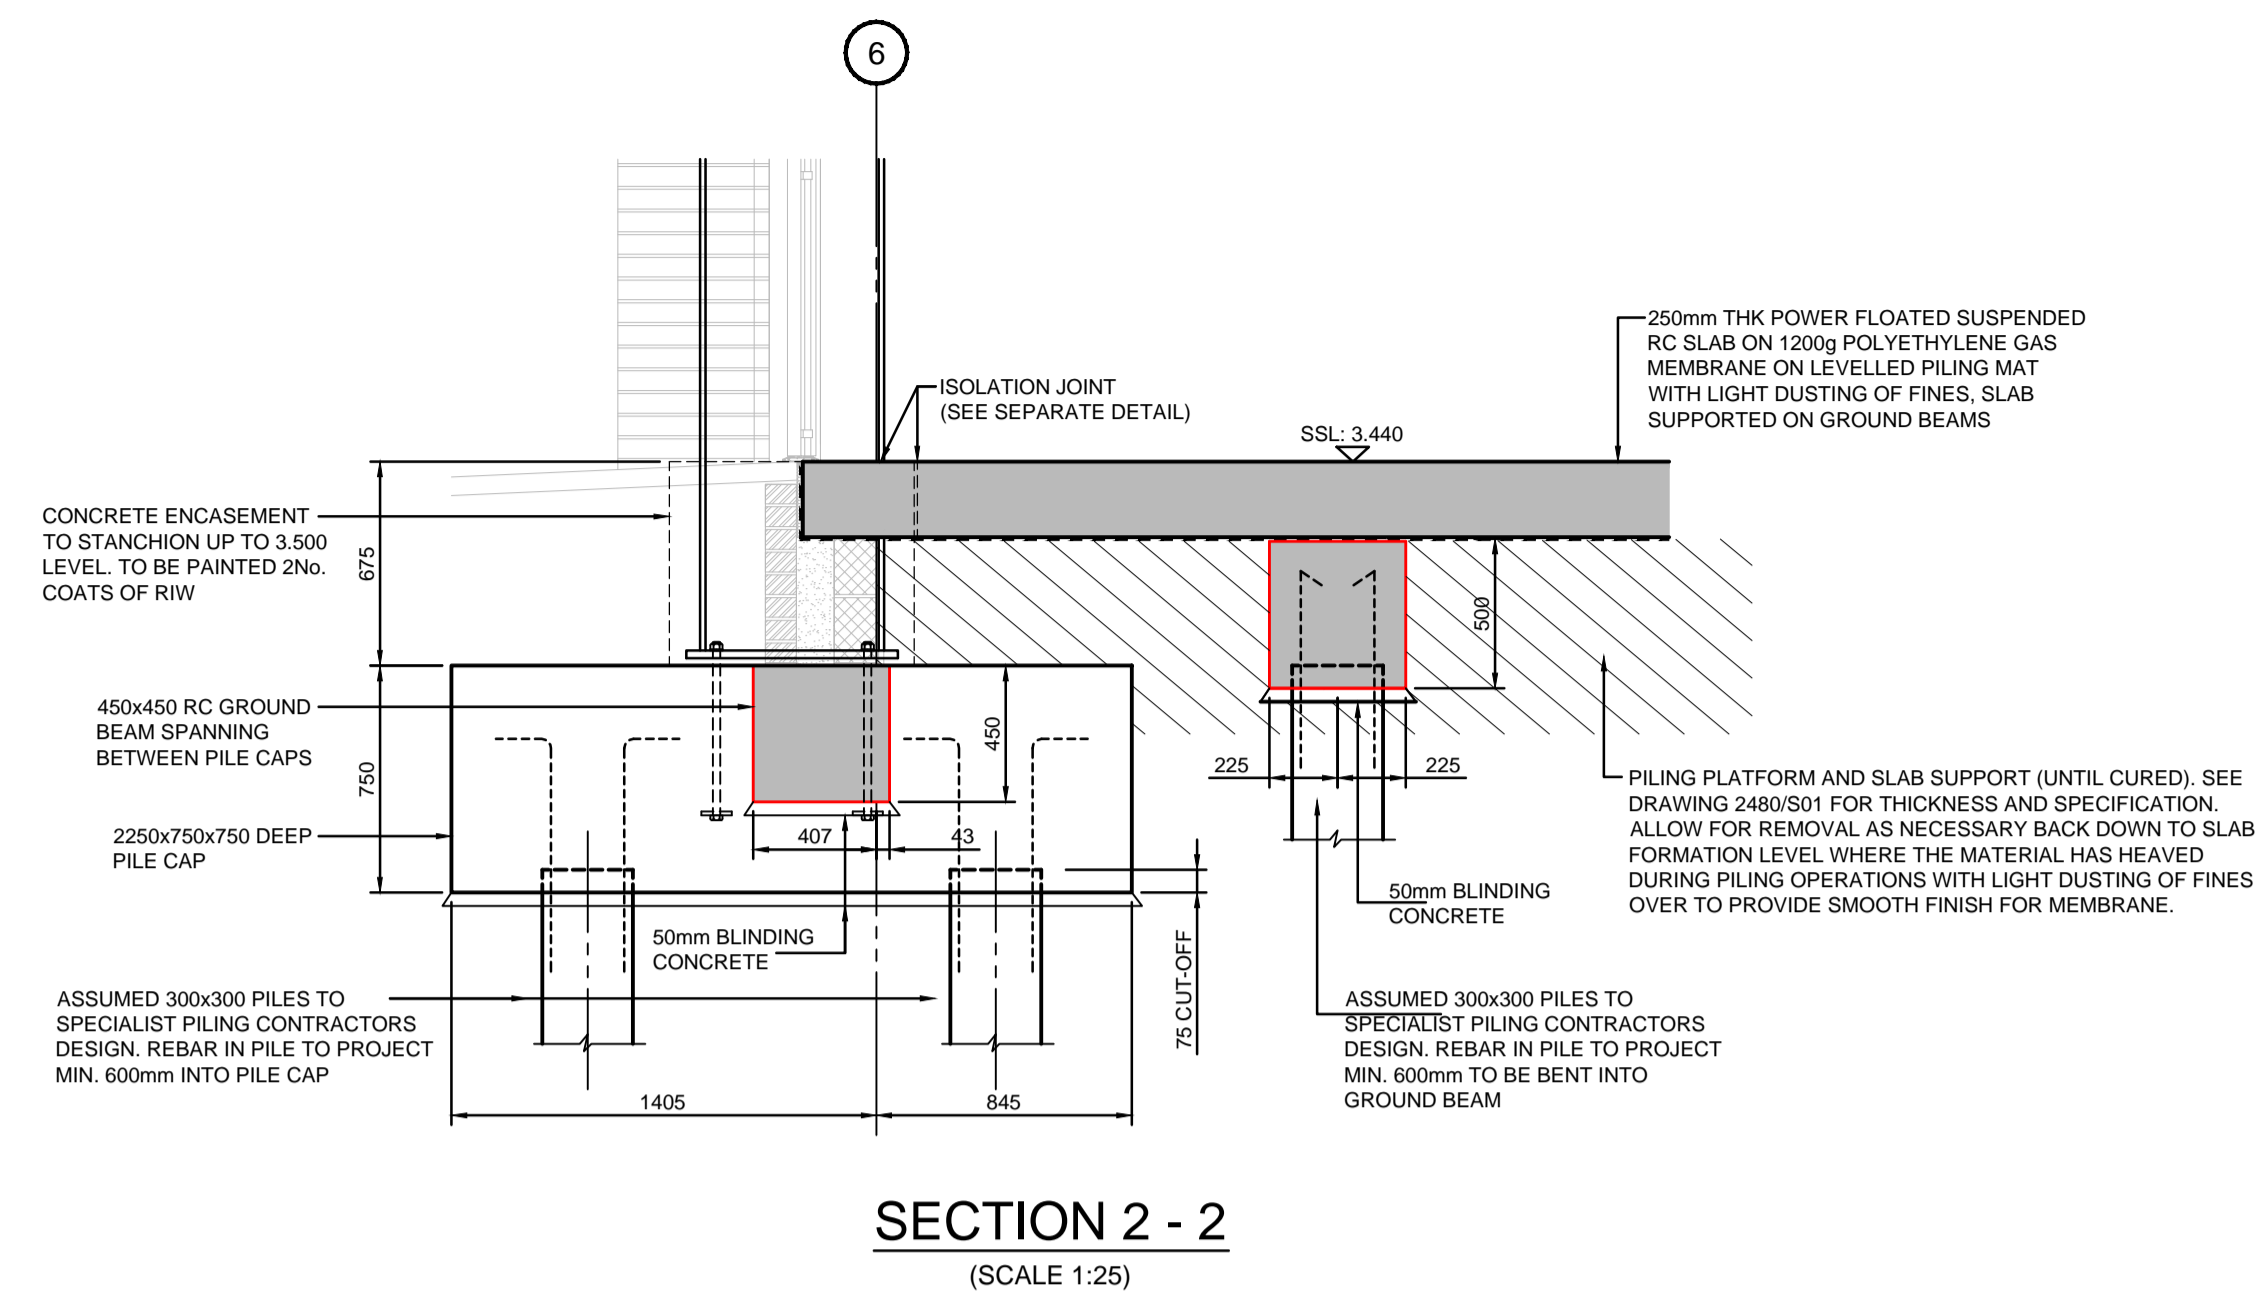 6
250mm THK POWER FLOATED SUSPENDED
RC SLAB ON 1200g POLYETHYLENE GAS
MEMBRANE ON LEVELLED PILING MAT
WITH LIGHT DUSTING OF FINES, SLAB
SUPPORTED ON GROUND BEAMS
ISOLATION JOINT
(SEE SEPARATE DETAIL)
SSL: 3.440
CONCRETE ENCASEMENT
TO STANCHION UP TO 3.500
LEVEL. TO BE PAINTED 2No.
COATS OF RIW
675
500
450x450 RC GROUND
BEAM SPANNING
BETWEEN PILE CAPS
750
450
225
225
2250x750x750 DEEP
PILE CAP
407
43
PILING PLATFORM AND SLAB SUPPORT (UNTIL CURED). SEE
DRAWING 2480/S01 FOR THICKNESS AND SPECIFICATION.
ALLOW FOR REMOVAL AS NECESSARY BACK DOWN TO SLAB
FORMATION LEVEL WHERE THE MATERIAL HAS HEAVED
DURING PILING OPERATIONS WITH LIGHT DUSTING OF FINES
OVER TO PROVIDE SMOOTH FINISH FOR MEMBRANE.
50mm BLINDING
CONCRETE
50mm BLINDING
CONCRETE
75 CUT-OFF
ASSUMED 300x300 PILES TO
SPECIALIST PILING CONTRACTORS
DESIGN. REBAR IN PILE TO PROJECT
MIN. 600mm INTO PILE CAP
ASSUMED 300x300 PILES TO
SPECIALIST PILING CONTRACTORS
DESIGN. REBAR IN PILE TO PROJECT
MIN. 600mm TO BE BENT INTO
GROUND BEAM
1405
845
SECTION 2 - 2
(SCALE 1:25)